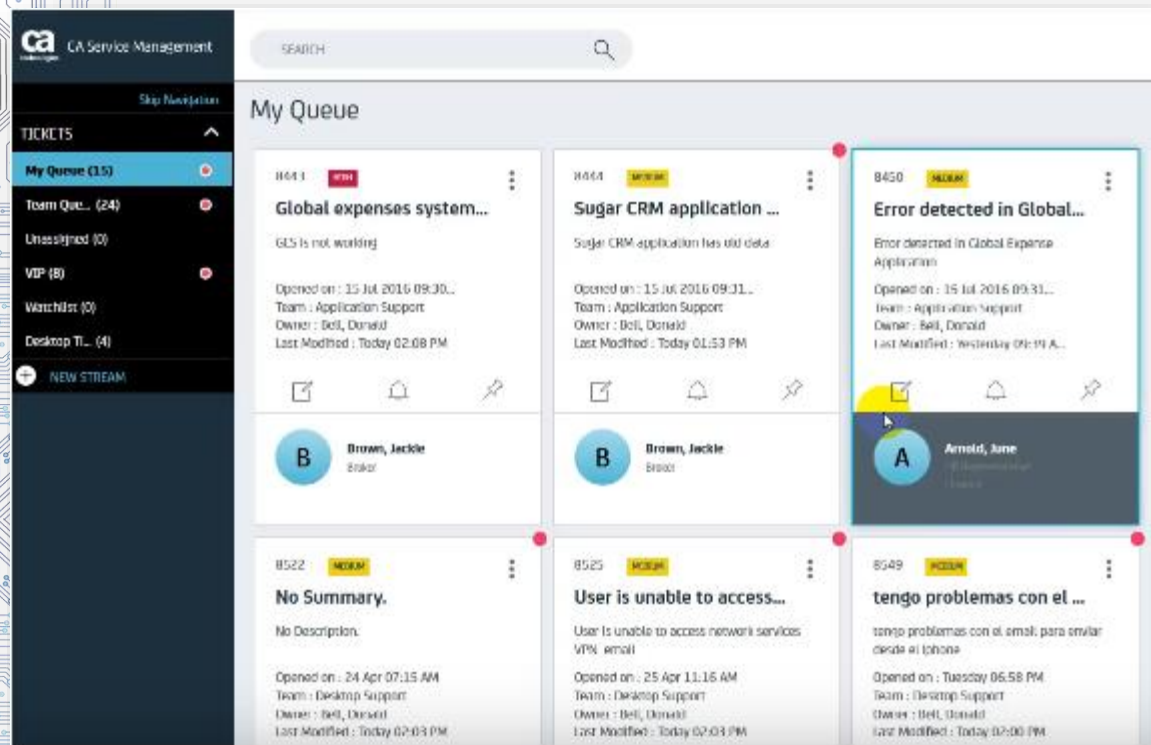 ca
technologies
CA Service Management
SEARCH
Skip Navigation
TICKETS
My Queue (15)
Team Que... (24)
Unassigned (0)
VIP (8)
Watchlist (0)
Desktop Ti... (4)
NEW STREAM
My Queue
8443 HIGH
Global expenses system...
GES is not working
Opened on : 15 Jul 2016 09:30...
Team : Application Support
Owner : Bell, Donald
Last Modified : Today 02:08 PM
B
Brown, Jackie
Broker
8444 MEDIUM
Sugar CRM application ...
Sugar CRM application has old data
Opened on : 15 Jul 2016 09:31...
Team : Application Support
Owner : Bell, Donald
Last Modified : Today 01:53 PM
B
Brown, Jackie
Broker
8450 MEDIUM
Error detected in Global...
Error detected in Global Expense
Application
Opened on : 15 Jul 2016 09:31...
Team : Application Support
Owner : Bell, Donald
Last Modified : Yesterday 09:39 A...
A
Arnold, June
8522 MEDIUM
No Summary.
No Description.
Opened on : 24 Apr 07:15 AM
Team : Desktop Support
Owner : Bell, Donald
Last Modified : Today 02:03 PM
8525 MEDIUM
User is unable to access...
User is unable to access network services
VPN email
Opened on : 25 Apr 11:16 AM
Team : Desktop Support
Owner : Bell, Donald
Last Modified : Today 02:03 PM
8549 MEDIUM
tengo problemas con el ...
tengo problemas con el email para enviar
desde el iphone
Opened on : Tuesday 06:58 PM
Team : Desktop Support
Owner : Bell, Donald
Last Modified : Today 02:00 PM